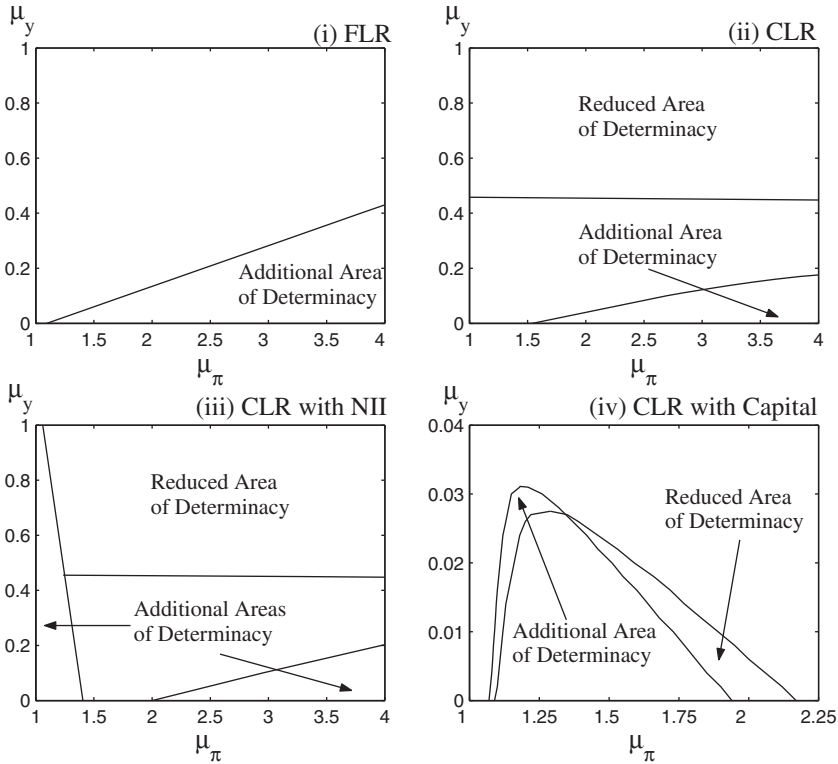 μy
(i) FLR
1
0.8
0.6
0.4
0.2
0
Additional Area
of Determinacy
1
1.5
2
2.5
3
3.5
4
μπ
μy
(ii) CLR
1
0.8
0.6
0.4
0.2
0
Reduced Area
of Determinacy
Additional Area
of Determinacy
1
1.5
2
2.5
3
3.5
4
μπ
μy
(iii) CLR with NII
1
0.8
0.6
0.4
0.2
0
Reduced Area
of Determinacy
Additional Areas
of Determinacy
1
1.5
2
2.5
3
3.5
4
μπ
μy
(iv) CLR with Capital
0.04
0.03
0.02
0.01
0
Reduced Area
of Determinacy
Additional Area
of Determinacy
1
1.25
1.5
1.75
2
2.25
μπ